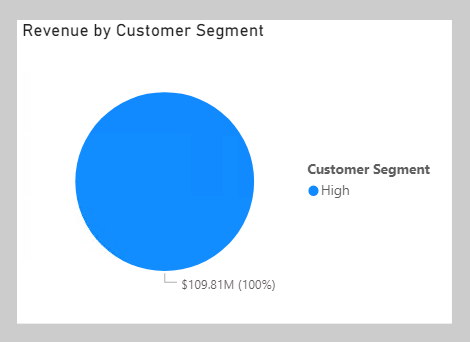 Revenue by Customer Segment
Customer Segment
High
$109.81M (100%)